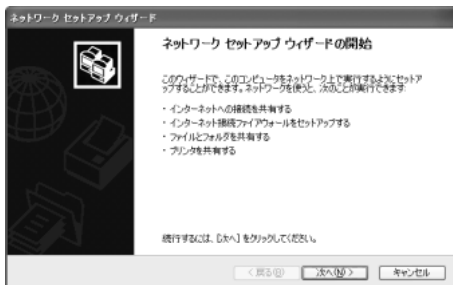 ネットワーク セットアップ ウィザード
ネットワーク セットアップ ウィザードの開始
このウィザードで、このコンピュータをネットワーク上で実行するようにセットア
ップすることができます。ネットワークを使うと、次のことが実行できます:
・インターネットへの接続を共有する
・インターネット接続ファイアウォールをセットアップする
・ファイルとフォルダを共有する
・プリンタを共有する
続行するには、[次へ] をクリックしてください。
< 戻る(B)
次へ(N) >
キャンセル